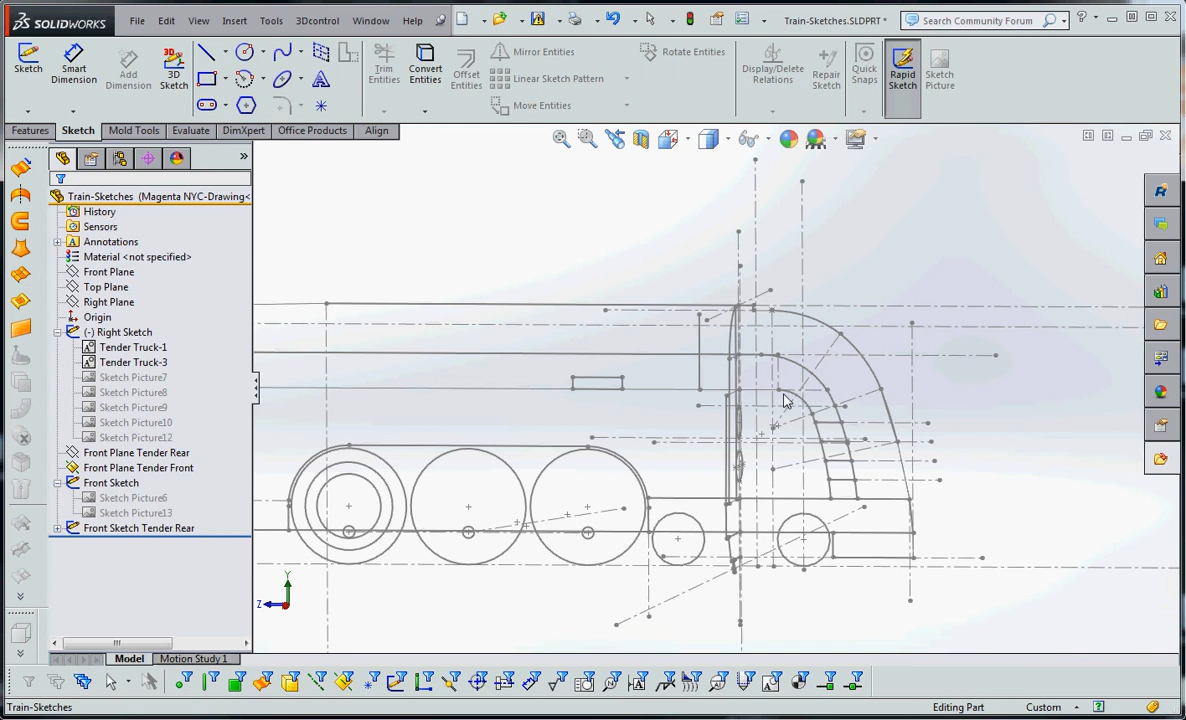 SOLIDWORKS File Edit View Insert Tools 3Dcontrol Window Help Train-Sketches.SLDPRT * Search Community Forum
Sketch Smart Dimension Add Dimension 3D Sketch Trim Entities Convert Entities Offset Entities Mirror Entities Linear Sketch Pattern Move Entities Rotate Entities Display/Delete Relations Repair Sketch Quick Snaps Rapid Sketch Sketch Picture
Features Sketch Mold Tools Evaluate DimXpert Office Products Align
Train-Sketches (Magenta NYC-Drawing<
History
Sensors
Annotations
Material <not specified>
Front Plane
Top Plane
Right Plane
Origin
(-) Right Sketch
Tender Truck-1
Tender Truck-3
Sketch Picture7
Sketch Picture8
Sketch Picture9
Sketch Picture10
Sketch Picture12
Front Plane Tender Rear
Front Plane Tender Front
Front Sketch
Sketch Picture6
Sketch Picture13
Front Sketch Tender Rear
Y
Z
Model Motion Study 1
Train-Sketches Editing Part Custom